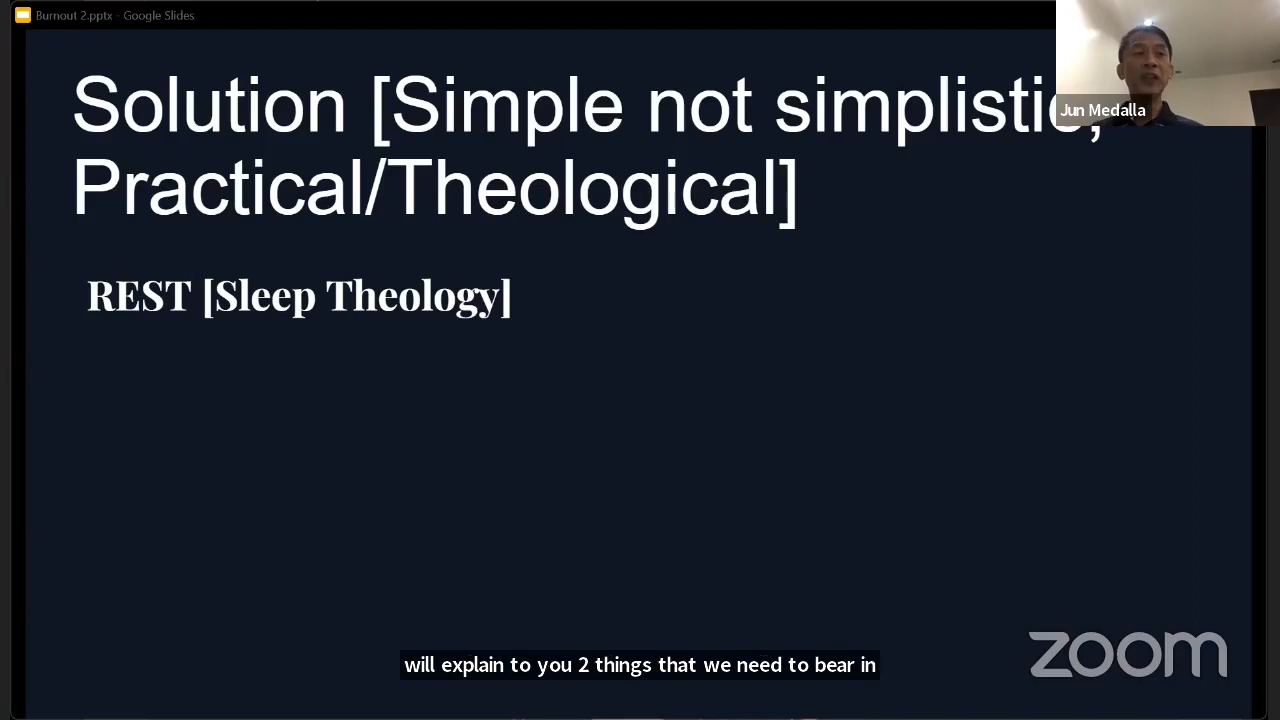 Burnout 2.pptx - Google Slides
Solution [Simple not simplistic,
Practical/Theological]
Jun Medalla
REST [Sleep Theology]
will explain to you 2 things that we need to bear in
zoom